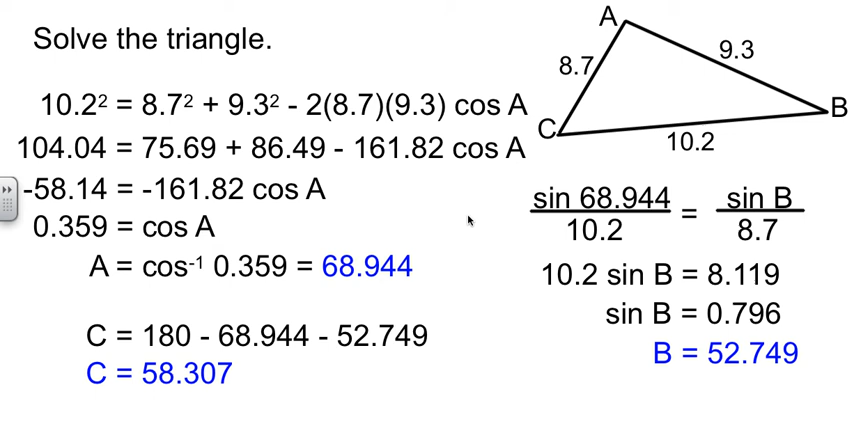 Solve the triangle.
10.2² = 8.7² + 9.3² - 2(8.7)(9.3) cos A
104.04 = 75.69 + 86.49 - 161.82 cos A
-58.14 = -161.82 cos A
0.359 = cos A
A = cos⁻¹ 0.359 = 68.944
C = 180 - 68.944 - 52.749
C = 58.307
A
8.7
9.3
C
B
10.2
sin 68.944 = sin B
10.2 8.7
10.2 sin B = 8.119
sin B = 0.796
B = 52.749